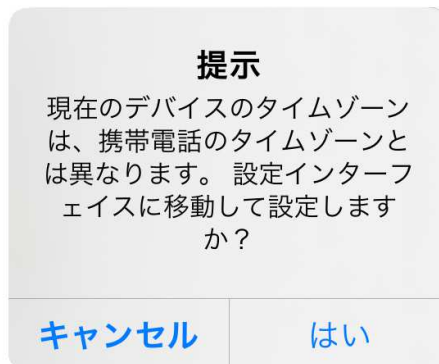 提示
現在のデバイスのタイムゾーン
は、携帯電話のタイムゾーンと
は異なります。 設定インターフ
ェイスに移動して設定します
か？
キャンセル
はい